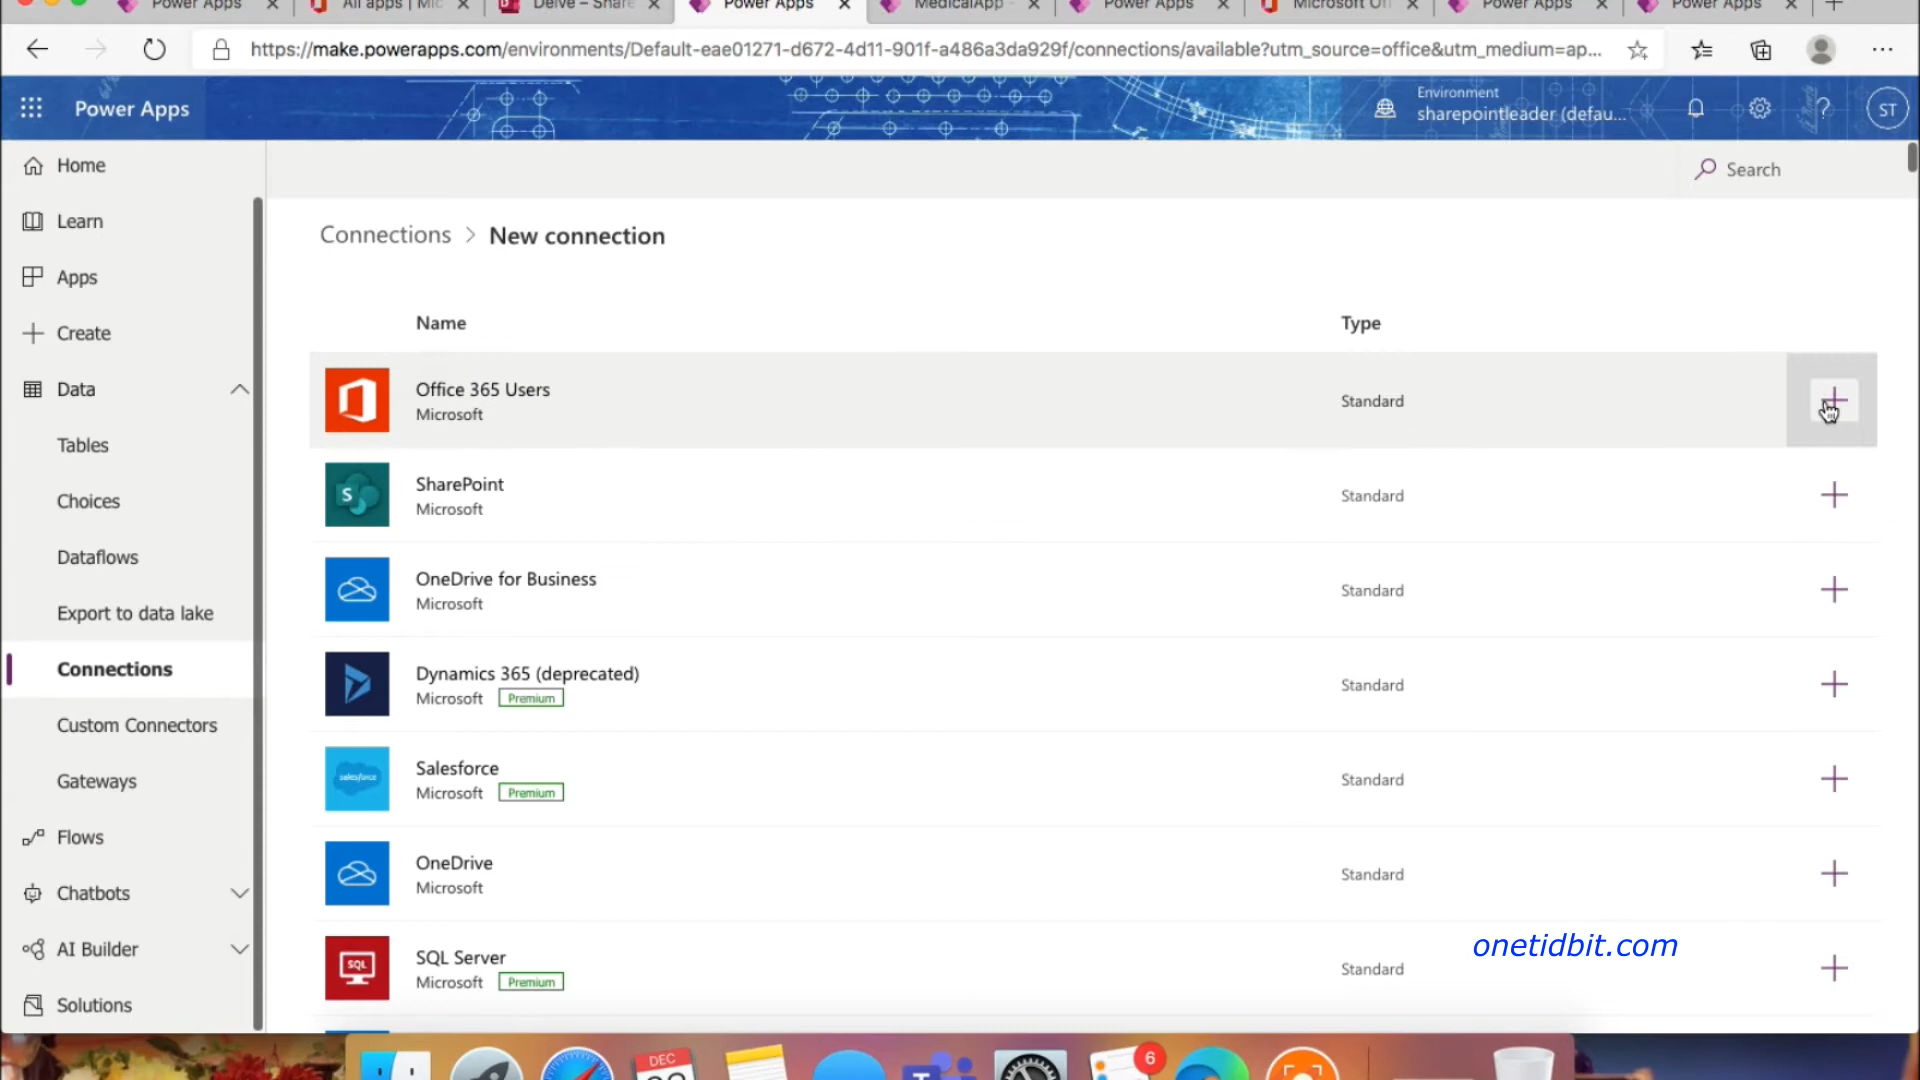 Power Apps
All apps | Mic
Delve – Share
Power Apps
MedicalApp -
Power Apps
Microsoft Off
Power Apps
Power Apps
https://make.powerapps.com/environments/Default-eae01271-d672-4d11-901f-a486a3da929f/connections/available?utm_source=office&utm_medium=ap...
Power Apps
Environment
sharepointleader (defau...
ST
Home
Learn
Apps
Create
Data
Tables
Choices
Dataflows
Export to data lake
Connections
Custom Connectors
Gateways
Flows
Chatbots
AI Builder
Solutions
Search
Connections > New connection
Name Type
Office 365 Users
Microsoft
Standard
SharePoint
Microsoft
Standard
OneDrive for Business
Microsoft
Standard
Dynamics 365 (deprecated)
Microsoft Premium
Standard
salesforce
Salesforce
Microsoft Premium
Standard
OneDrive
Microsoft
Standard
SQL
SQL Server
Microsoft Premium
Standard
onetidbit.com
DEC
6